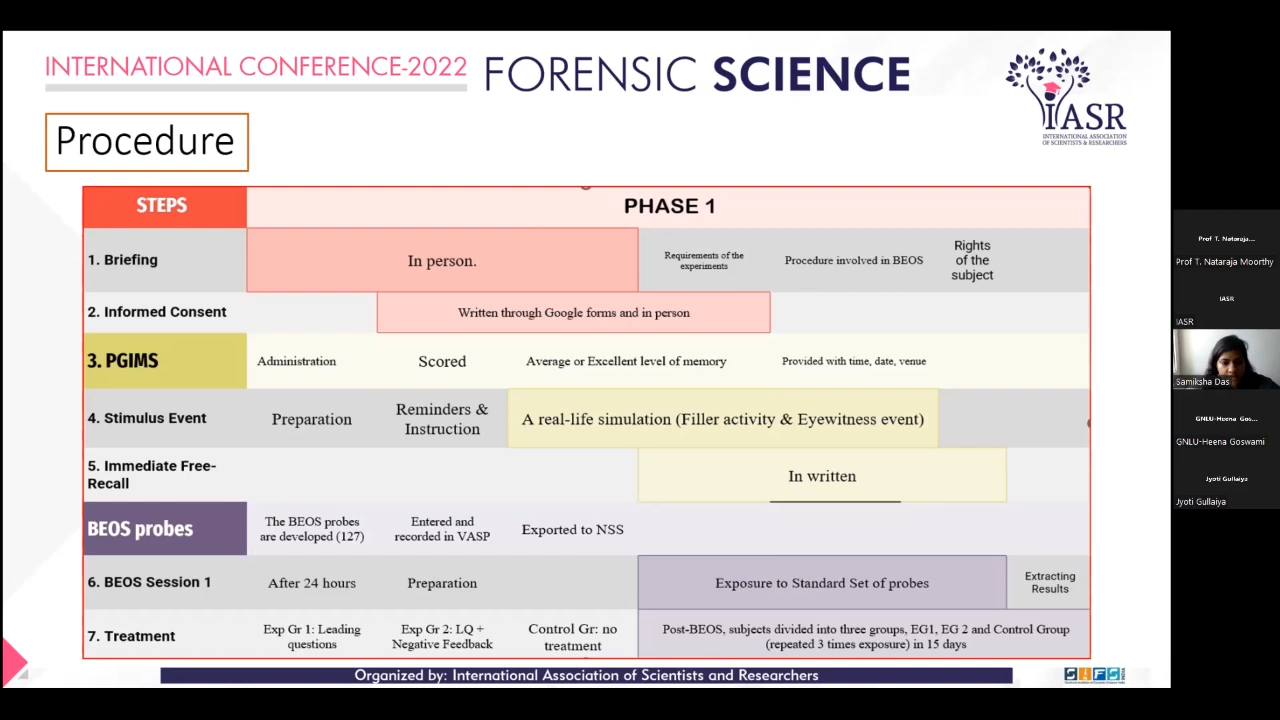 INTERNATIONAL CONFERENCE-2022 FORENSIC SCIENCE
IASR
INTERNATIONAL ASSOCIATION
OF SCIENTISTS & RESEARCHERS
Procedure
STEPS
PHASE 1
1. Briefing
In person.
Requirements of the
experiments
Procedure involved in BEOS
Rights
of the
subject
2. Informed Consent
Written through Google forms and in person
3. PGIMS
Administration
Scored
Average or Excellent level of memory
Provided with time, date, venue
4. Stimulus Event
Preparation
Reminders &
Instruction
A real-life simulation (Filler activity & Eyewitness event)
5. Immediate Free-
Recall
In written
BEOS probes
The BEOS probes
are developed (127)
Entered and
recorded in VASP
Exported to NSS
6. BEOS Session 1
After 24 hours
Preparation
Exposure to Standard Set of probes
Extracting
Results
7. Treatment
Exp Gr 1: Leading
questions
Exp Gr 2: LQ +
Negative Feedback
Control Gr: no
treatment
Post-BEOS, subjects divided into three groups, EG1, EG 2 and Control Group
(repeated 3 times exposure) in 15 days
Organized by: International Association of Scientists and Researchers
SIFS
INDIA
Prof T. Nataraja...
Prof T. Nataraja Moorthy
IASR
IASR
Samiksha Das
GNLU-Heena Gos...
GNLU-Heena Goswami
Jyoti Gullaiya
Jyoti Gullaiya